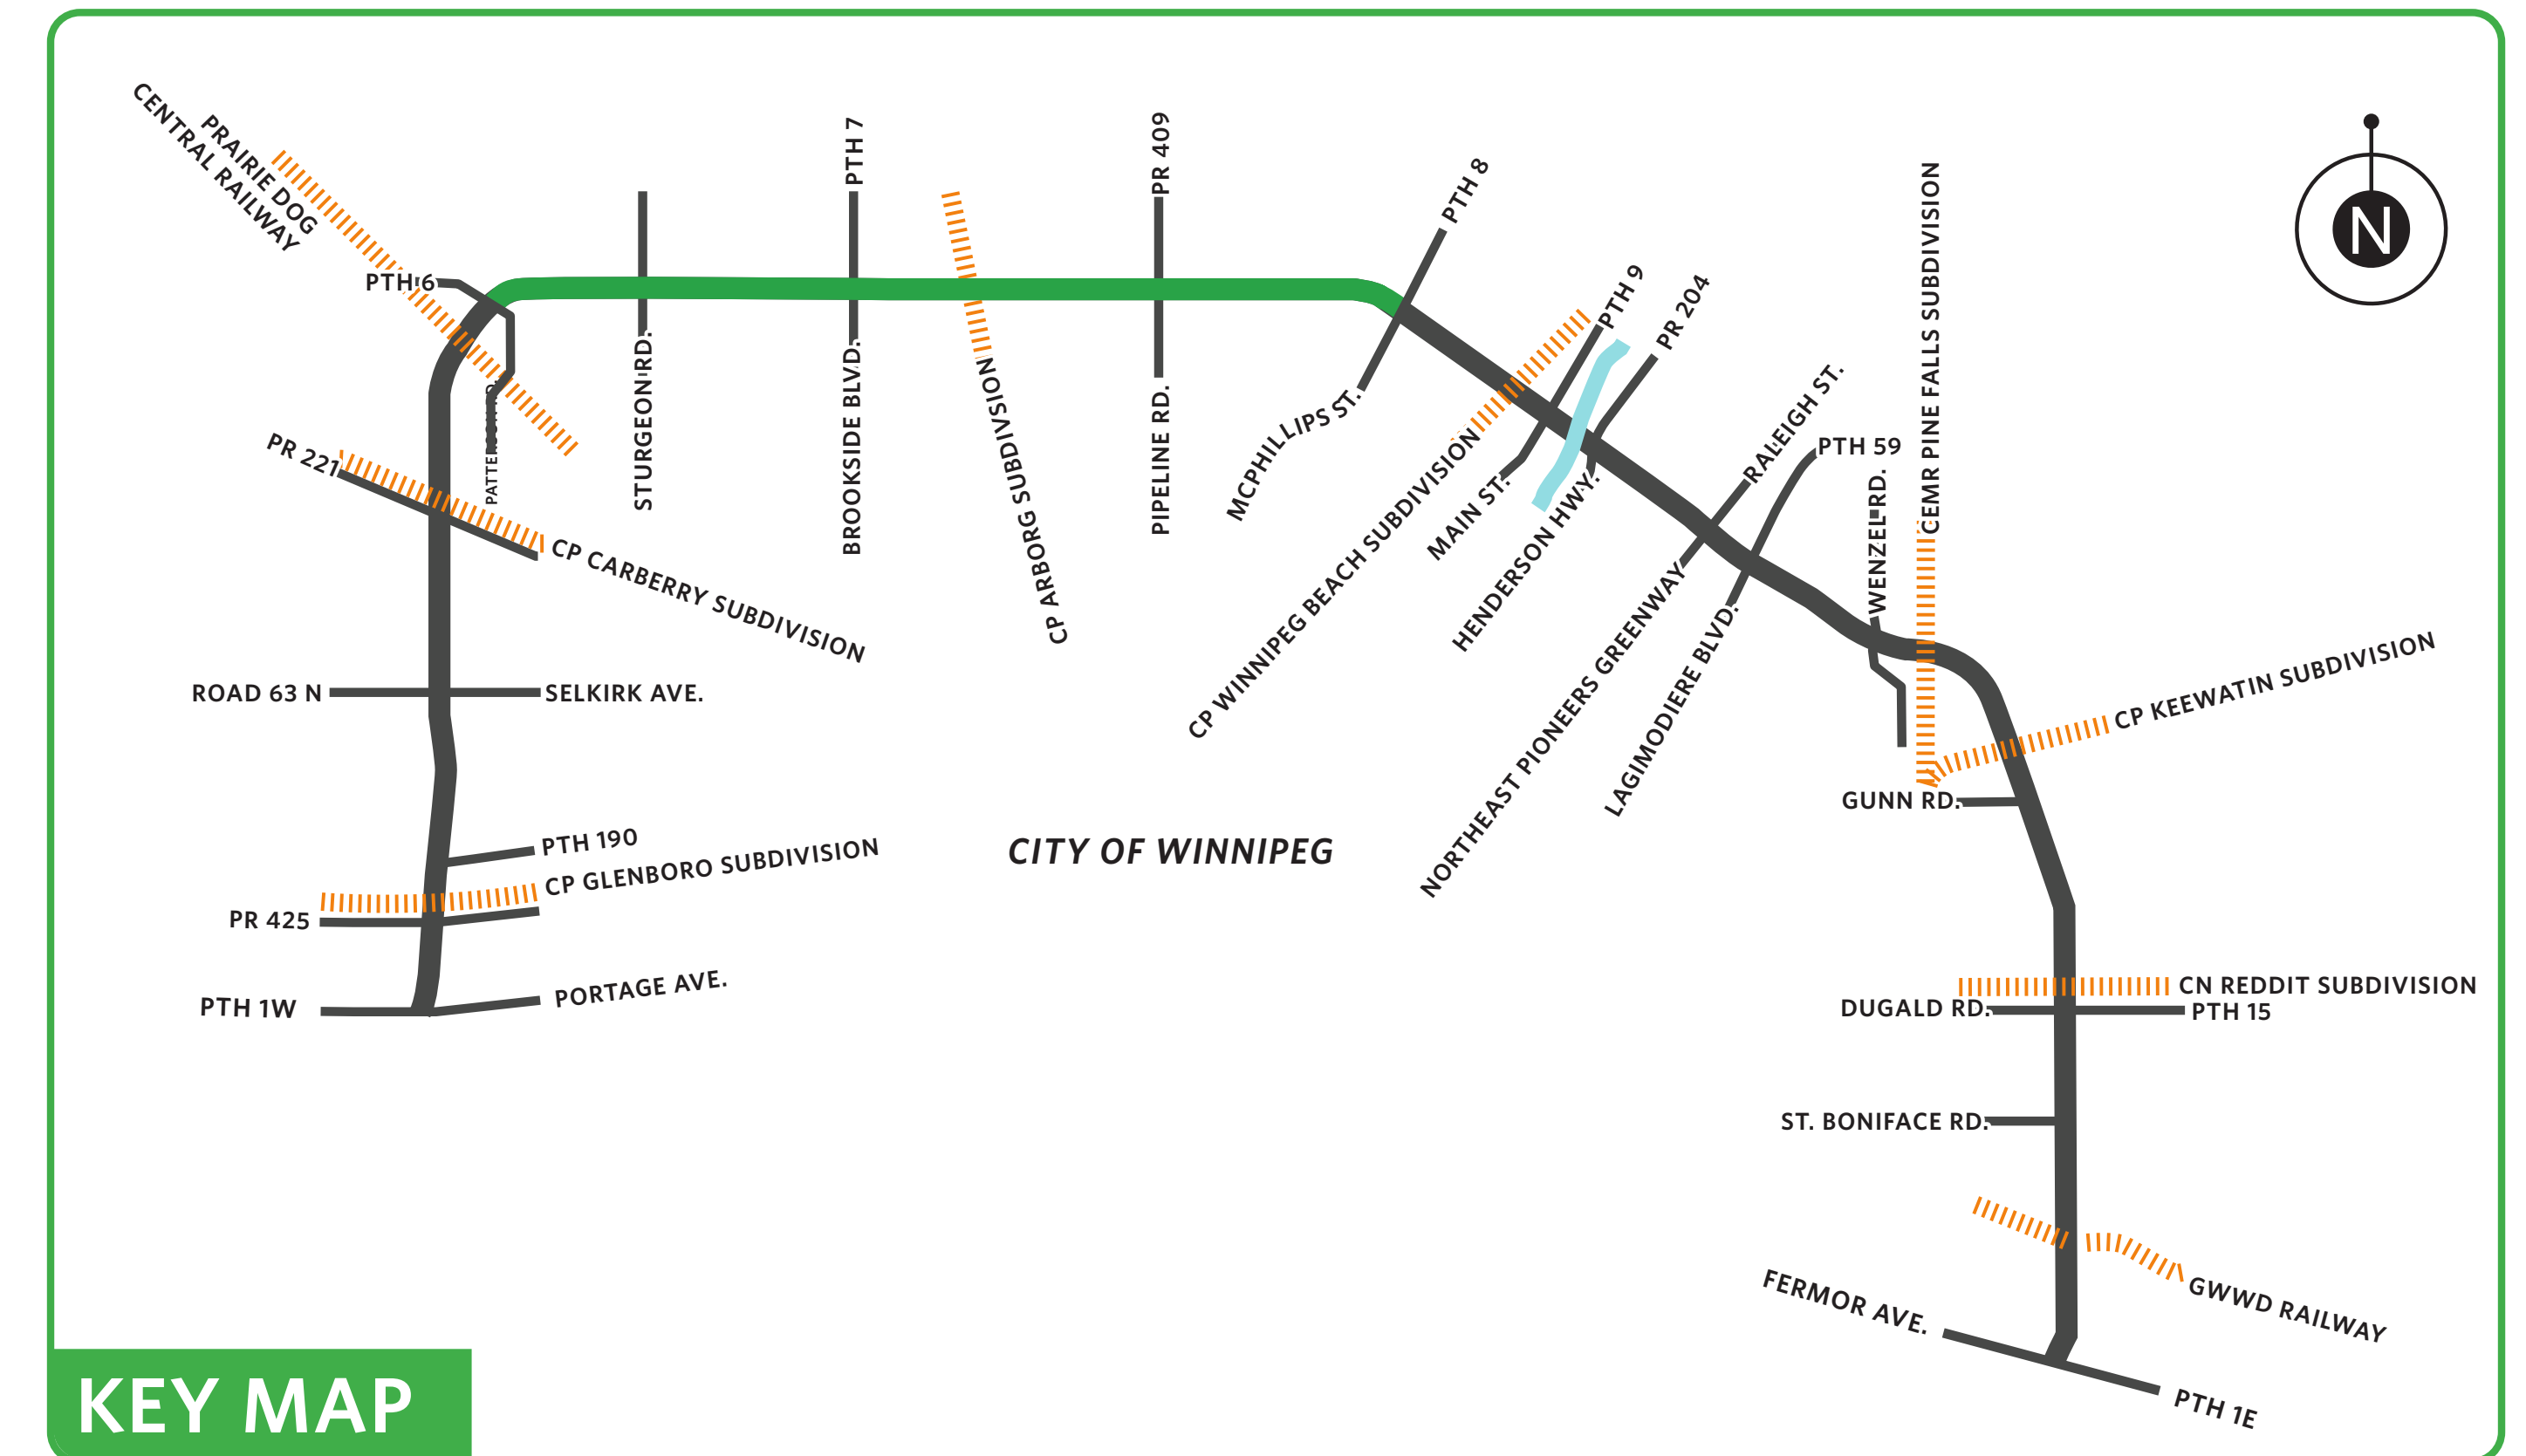 CENTRAL RAILWAY
PRAIRIE DOG
PTH 6
PTH 7
PR 409
PTH 8
PTH 9
PR 204
CEMR PINE FALLS SUBDIVISION
N
PR 221
STURGEON RD.
BROOKSIDE BLVD.
CP ARBORG SUBDIVISION
PIPELINE RD.
MCPHILLIPS ST.
CP WINNIPEG BEACH SUBDIVISION
MAIN ST.
HENDERSON HWY.
RALEIGH ST.
NORTHEAST PIONEERS GREENWAY
PTH 59
LAGIMODIERE BLVD.
WENZEL RD.
CP CARBERRY SUBDIVISION
ROAD 63 N
SELKIRK AVE.
CP KEEWATIN SUBDIVISION
GUNN RD.
PTH 190
CP GLENBORO SUBDIVISION
CITY OF WINNIPEG
PR 425
PTH 1W
PORTAGE AVE.
CN REDDIT SUBDIVISION
DUGALD RD.
PTH 15
ST. BONIFACE RD.
GWWD RAILWAY
FERMOR AVE.
PTH 1E
KEY MAP